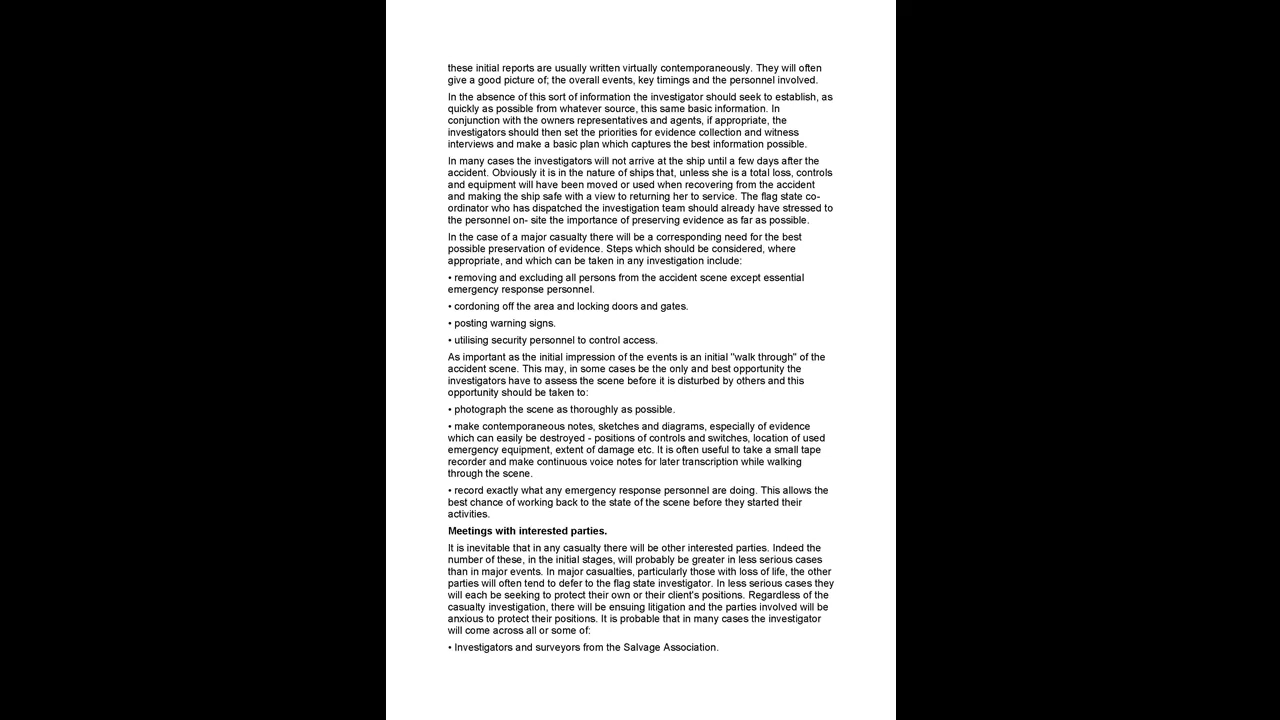 these initial reports are usually written virtually contemporaneously. They will often
give a good picture of; the overall events, key timings and the personnel involved.
In the absence of this sort of information the investigator should seek to establish, as
quickly as possible from whatever source, this same basic information. In
conjunction with the owners representatives and agents, if appropriate, the
investigators should then set the priorities for evidence collection and witness
interviews and make a basic plan which captures the best information possible.
In many cases the investigators will not arrive at the ship until a few days after the
accident. Obviously it is in the nature of ships that, unless she is a total loss, controls
and equipment will have been moved or used when recovering from the accident
and making the ship safe with a view to returning her to service. The flag state co-
ordinator who has dispatched the investigation team should already have stressed to
the personnel on- site the importance of preserving evidence as far as possible.
In the case of a major casualty there will be a corresponding need for the best
possible preservation of evidence. Steps which should be considered, where
appropriate, and which can be taken in any investigation include:
• removing and excluding all persons from the accident scene except essential
emergency response personnel.
• cordoning off the area and locking doors and gates.
• posting warning signs.
• utilising security personnel to control access.
As important as the initial impression of the events is an initial "walk through" of the
accident scene. This may, in some cases be the only and best opportunity the
investigators have to assess the scene before it is disturbed by others and this
opportunity should be taken to:
• photograph the scene as thoroughly as possible.
• make contemporaneous notes, sketches and diagrams, especially of evidence
which can easily be destroyed - positions of controls and switches, location of used
emergency equipment, extent of damage etc. It is often useful to take a small tape
recorder and make continuous voice notes for later transcription while walking
through the scene.
• record exactly what any emergency response personnel are doing. This allows the
best chance of working back to the state of the scene before they started their
activities.
Meetings with interested parties.
It is inevitable that in any casualty there will be other interested parties. Indeed the
number of these, in the initial stages, will probably be greater in less serious cases
than in major events. In major casualties, particularly those with loss of life, the other
parties will often tend to defer to the flag state investigator. In less serious cases they
will each be seeking to protect their own or their client's positions. Regardless of the
casualty investigation, there will be ensuing litigation and the parties involved will be
anxious to protect their positions. It is probable that in many cases the investigator
will come across all or some of:
• Investigators and surveyors from the Salvage Association.